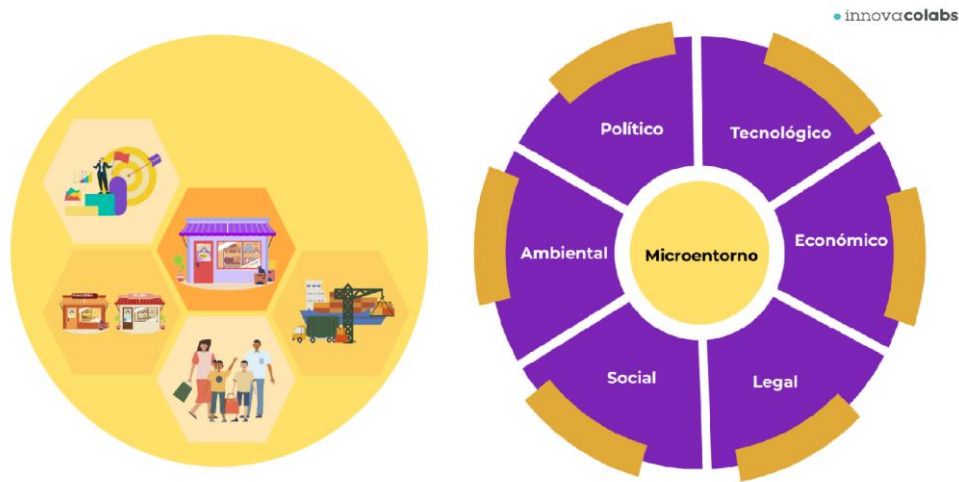 innovacolabs
Político
Tecnológico
Ambiental
Microentorno
Económico
Social
Legal